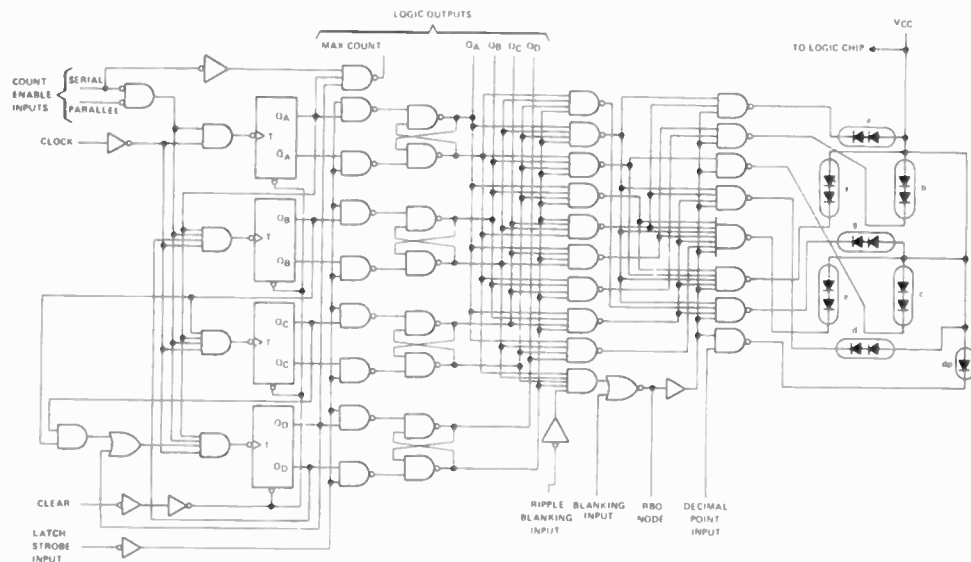 LOGIC OUTPUTS
MAX COUNT
QA QB QC QD
VCC
TO LOGIC CHIP
COUNT
ENABLE
INPUTS
SERIAL
PARALLEL
CLOCK
T
QA
QA
a
f
b
g
e
c
d
dp
T
QB
QB
T
QC
QC
T
QD
QD
CLEAR
LATCH
STROBE
INPUT
RIPPLE
BLANKING
INPUT
BLANKING
INPUT
RBO
NODE
DECIMAL
POINT
INPUT